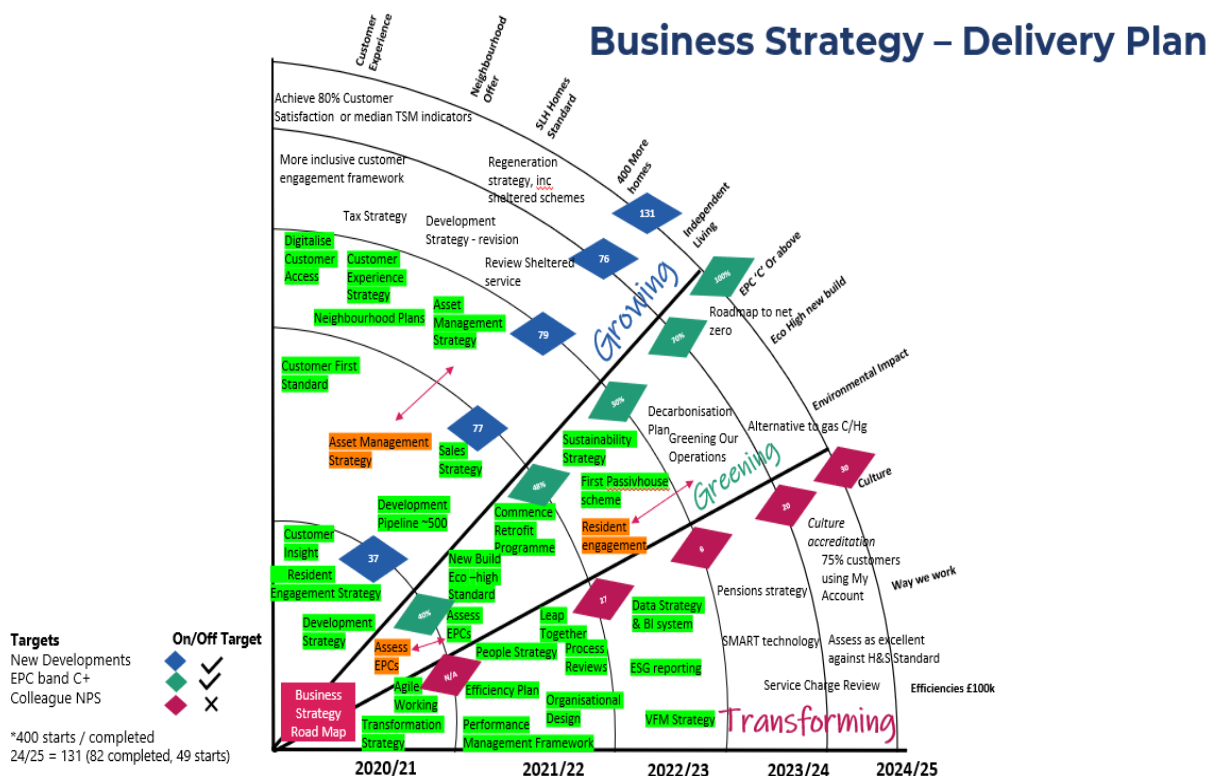 Business Strategy – Delivery Plan
Customer
Experience
Neighbourhood
Offer
SLH Homes
Standard
400 More
homes
Independent
Living
EPC 'C' Or above
Eco High new build
Environmental Impact
Culture
Way we work
Efficiencies £100k
Achieve 80% Customer
Satisfaction or median TSM indicators
More inclusive customer
engagement framework
Regeneration
strategy, inc
sheltered schemes
131
Tax Strategy
Development
Strategy - revision
76
Review Sheltered
service
Digitalise
Customer
Access
Customer
Experience
Strategy
Neighbourhood Plans
Asset
Management
Strategy
79
Growing
Customer First
Standard
Asset Management
Strategy
77
Sales
Strategy
Development
Pipeline ~500
Customer
Insight
37
Resident
Engagement Strategy
Development
Strategy
100%
Roadmap to net
zero
70%
50%
Decarbonisation
Plan
Greening Our
Operations
Alternative to gas C/Hg
Sustainability
Strategy
Greening
First Passivhouse
scheme
48%
Commence
Retrofit
Programme
Resident
engagement
New Build
Eco –high
Standard
40%
Assess
EPCs
Assess
EPCs
30
20
Culture
accreditation
75% customers
using My
Account
6
Pensions strategy
17
Data Strategy
& BI system
Leap
Together
People Strategy
Process
Reviews
SMART technology
Assess as excellent
against H&S Standard
ESG reporting
Service Charge Review
N/A
Agile
Working
Efficiency Plan
Organisational
Design
VFM Strategy
Transforming
Transformation
Strategy
Performance
Management Framework
Business
Strategy
Road Map
2020/21
2021/22
2022/23
2023/24
2024/25
Targets
On/Off Target
New Developments
EPC band C+
Colleague NPS
*400 starts / completed
24/25 = 131 (82 completed, 49 starts)